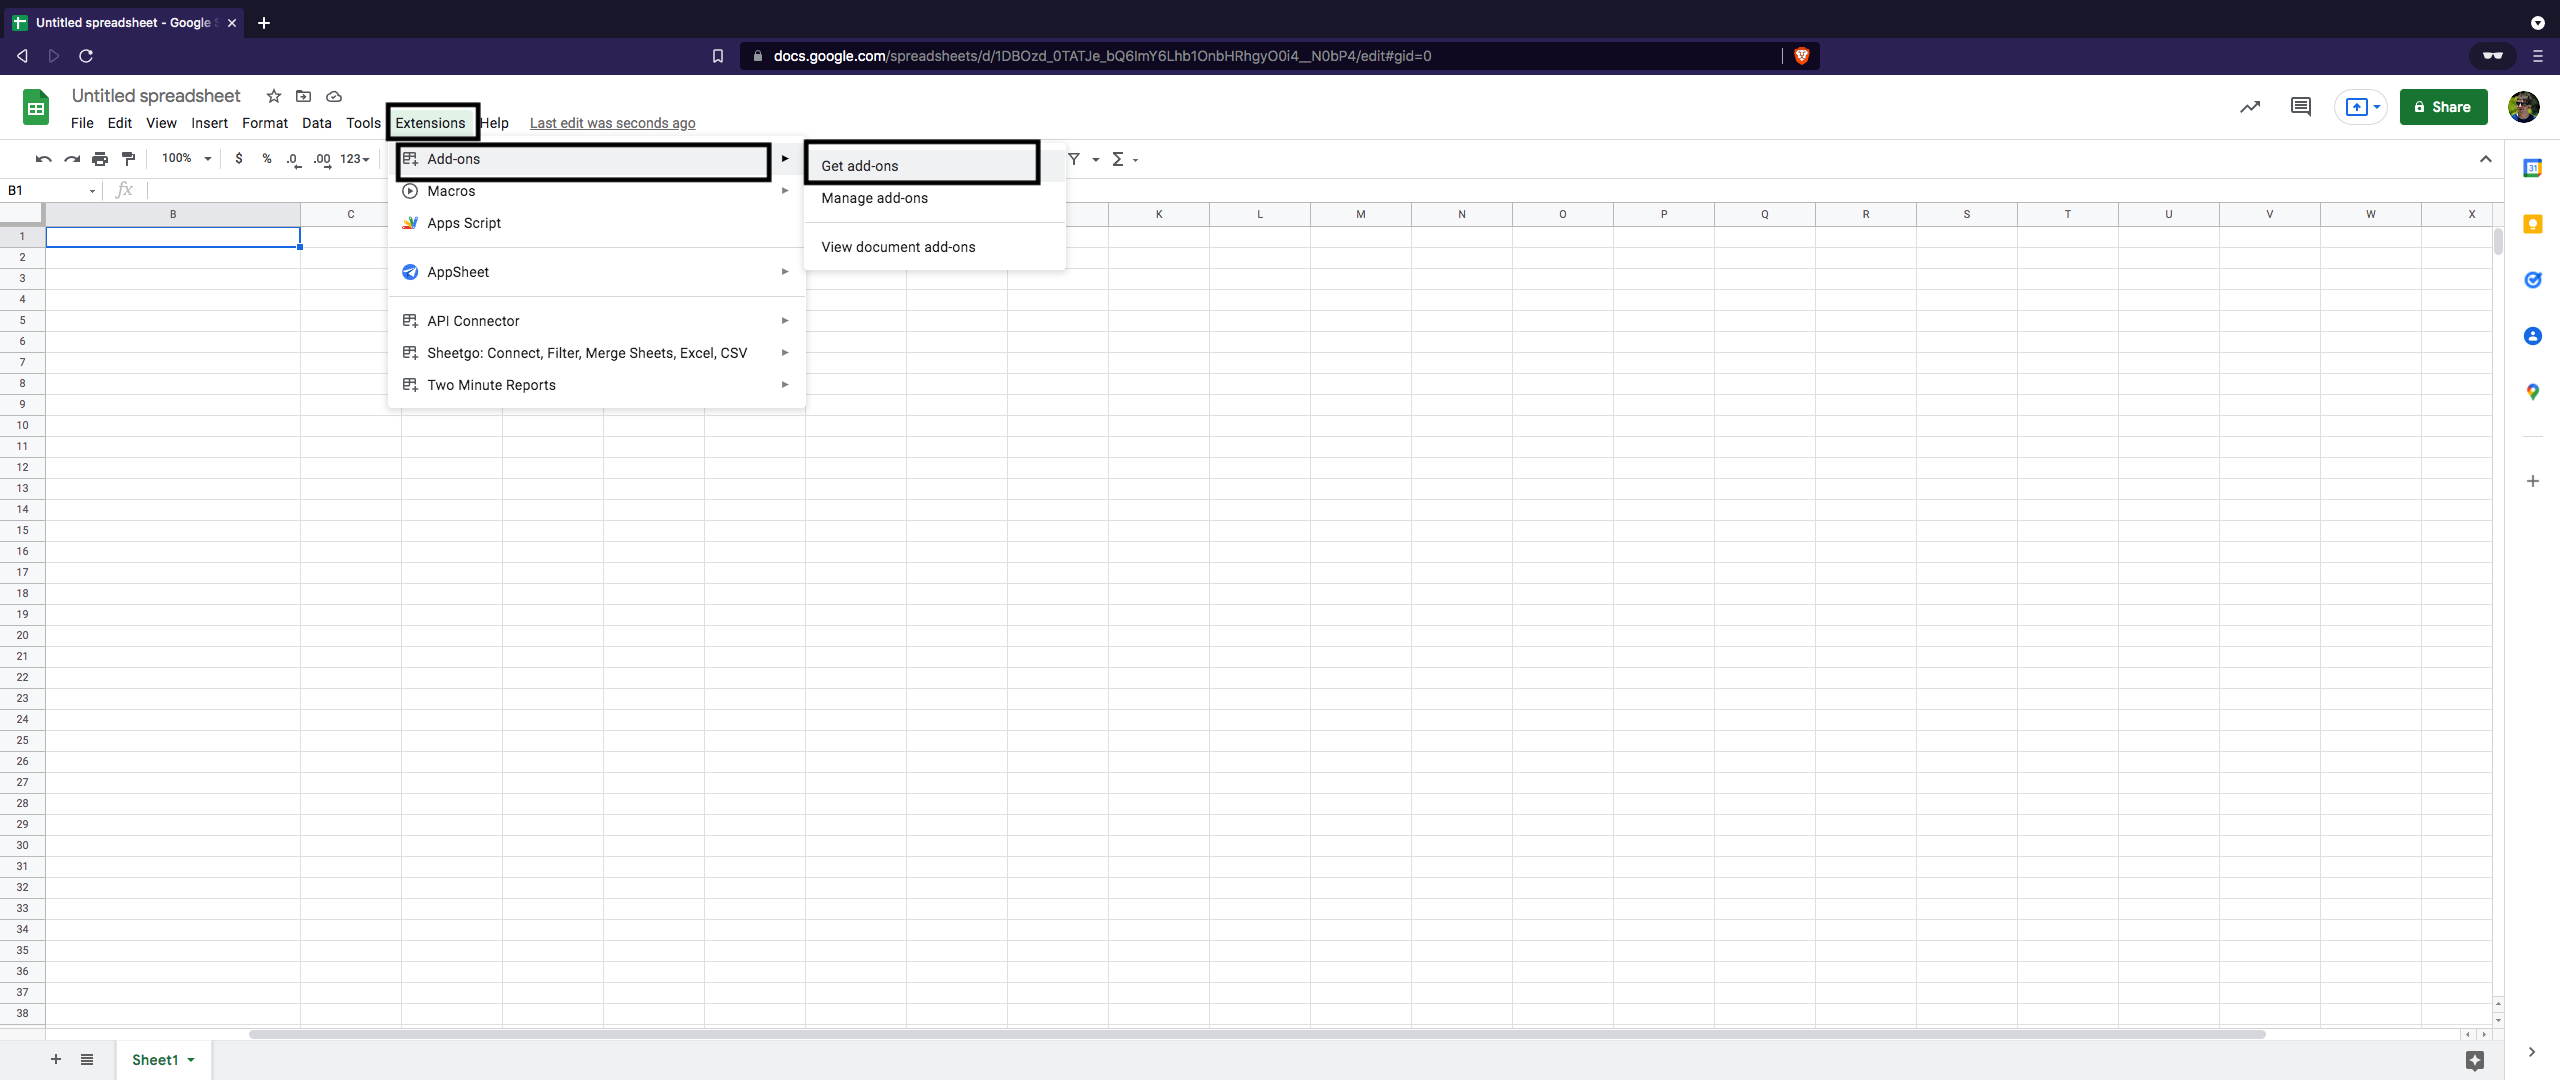 Untitled spreadsheet - Google S
docs.google.com/spreadsheets/d/1DBOzd_0TATJe_bQ6ImY6Lhb1OnbHRhgyO0i4__N0bP4/edit#gid=0
Untitled spreadsheet
File Edit View Insert Format Data Tools Extensions Help Last edit was seconds ago
Share
100% $ % .0 .00 123
Add-ons
Get add-ons
Σ
31
B1
fx
Macros
Manage add-ons
Apps Script
View document add-ons
AppSheet
API Connector
Sheetgo: Connect, Filter, Merge Sheets, Excel, CSV
Two Minute Reports
B C K L M N O P Q R S T U V W X
1
2
3
4
5
6
7
8
9
10
11
12
13
14
15
16
17
18
19
20
21
22
23
24
25
26
27
28
29
30
31
32
33
34
35
36
37
38
Sheet1